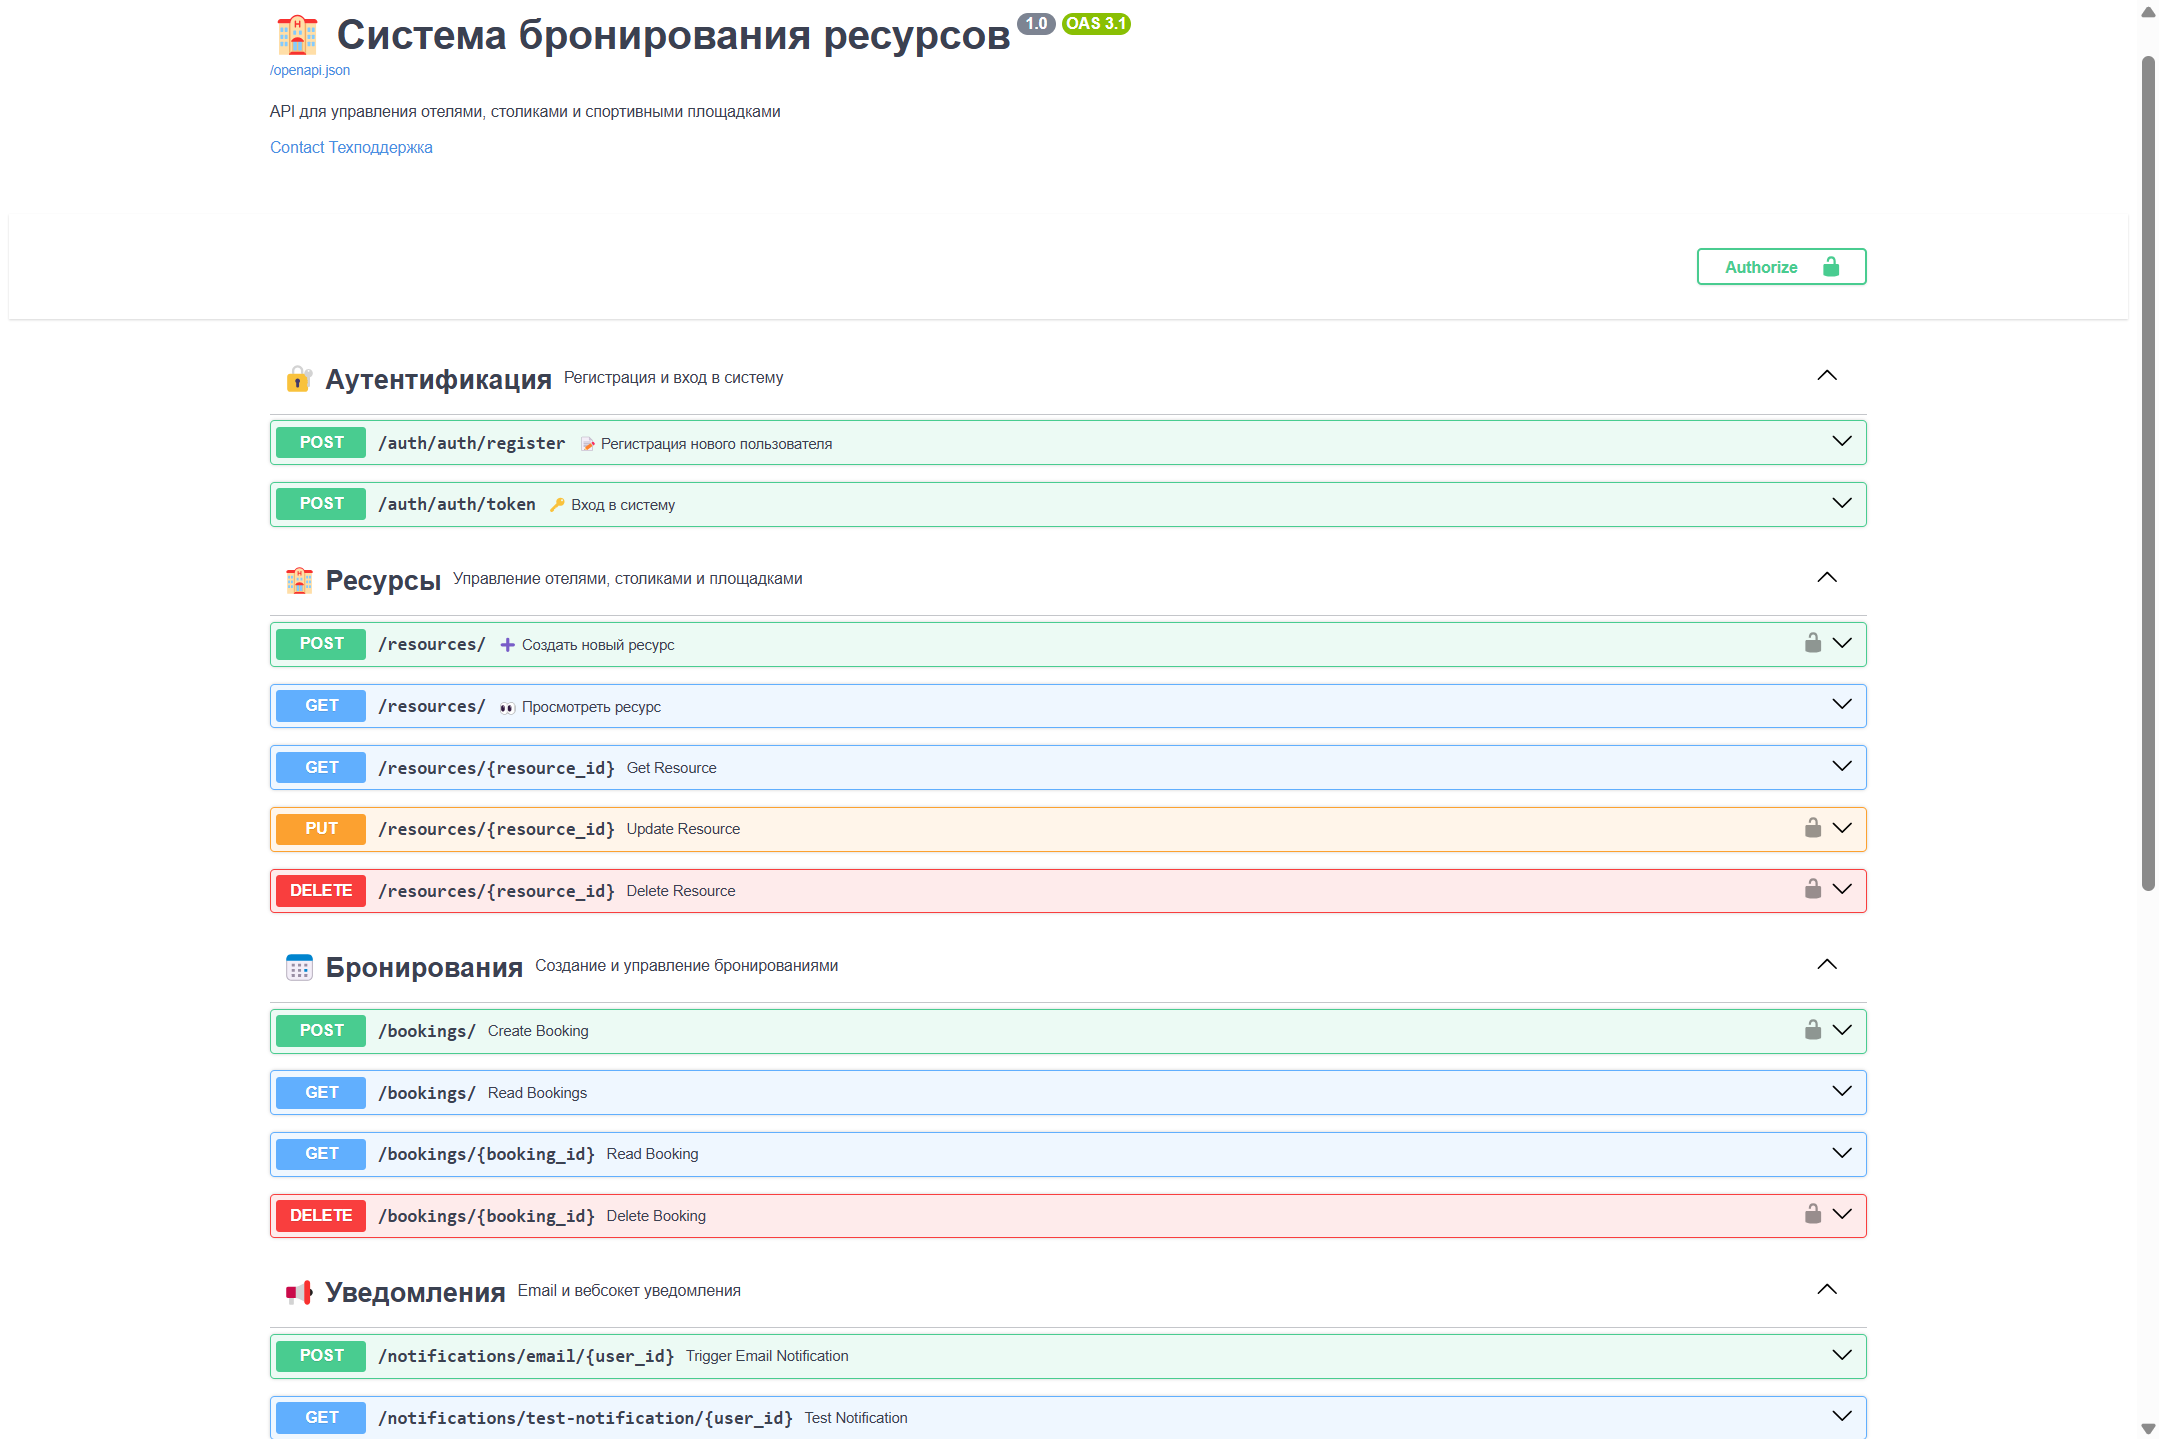 Система бронирования ресурсов 1.0 OAS 3.1
/openapi.json
API для управления отелями, столиками и спортивными площадками
Contact Техподдержка
Authorize
Аутентификация Регистрация и вход в систему
POST /auth/auth/register Регистрация нового пользователя
POST /auth/auth/token Вход в систему
Ресурсы Управление отелями, столиками и площадками
POST /resources/ Создать новый ресурс
GET /resources/ Просмотреть ресурс
GET /resources/{resource_id} Get Resource
PUT /resources/{resource_id} Update Resource
DELETE /resources/{resource_id} Delete Resource
Бронирования Создание и управление бронированиями
POST /bookings/ Create Booking
GET /bookings/ Read Bookings
GET /bookings/{booking_id} Read Booking
DELETE /bookings/{booking_id} Delete Booking
Уведомления Email и вебсокет уведомления
POST /notifications/email/{user_id} Trigger Email Notification
GET /notifications/test-notification/{user_id} Test Notification